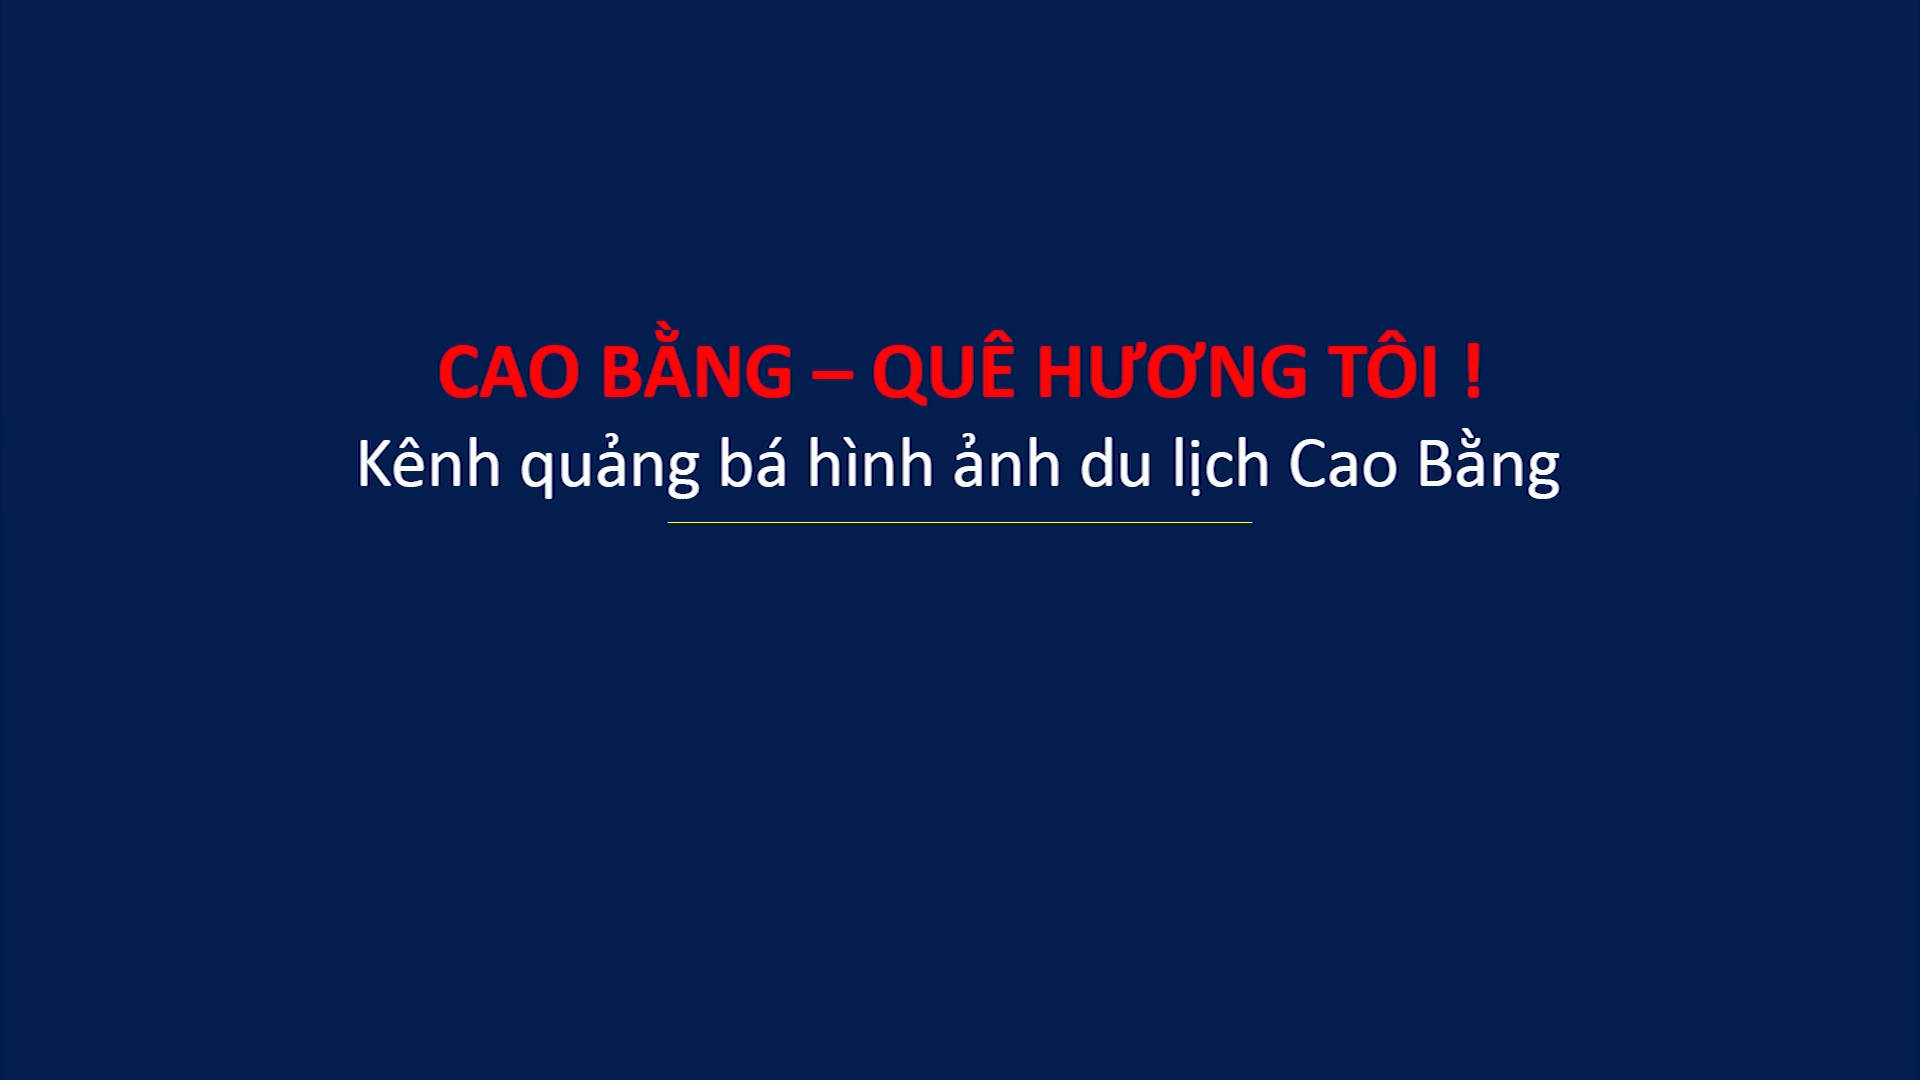 CAO BẰNG – QUÊ HƯƠNG TÔI !
Kênh quảng bá hình ảnh du lịch Cao Bằng